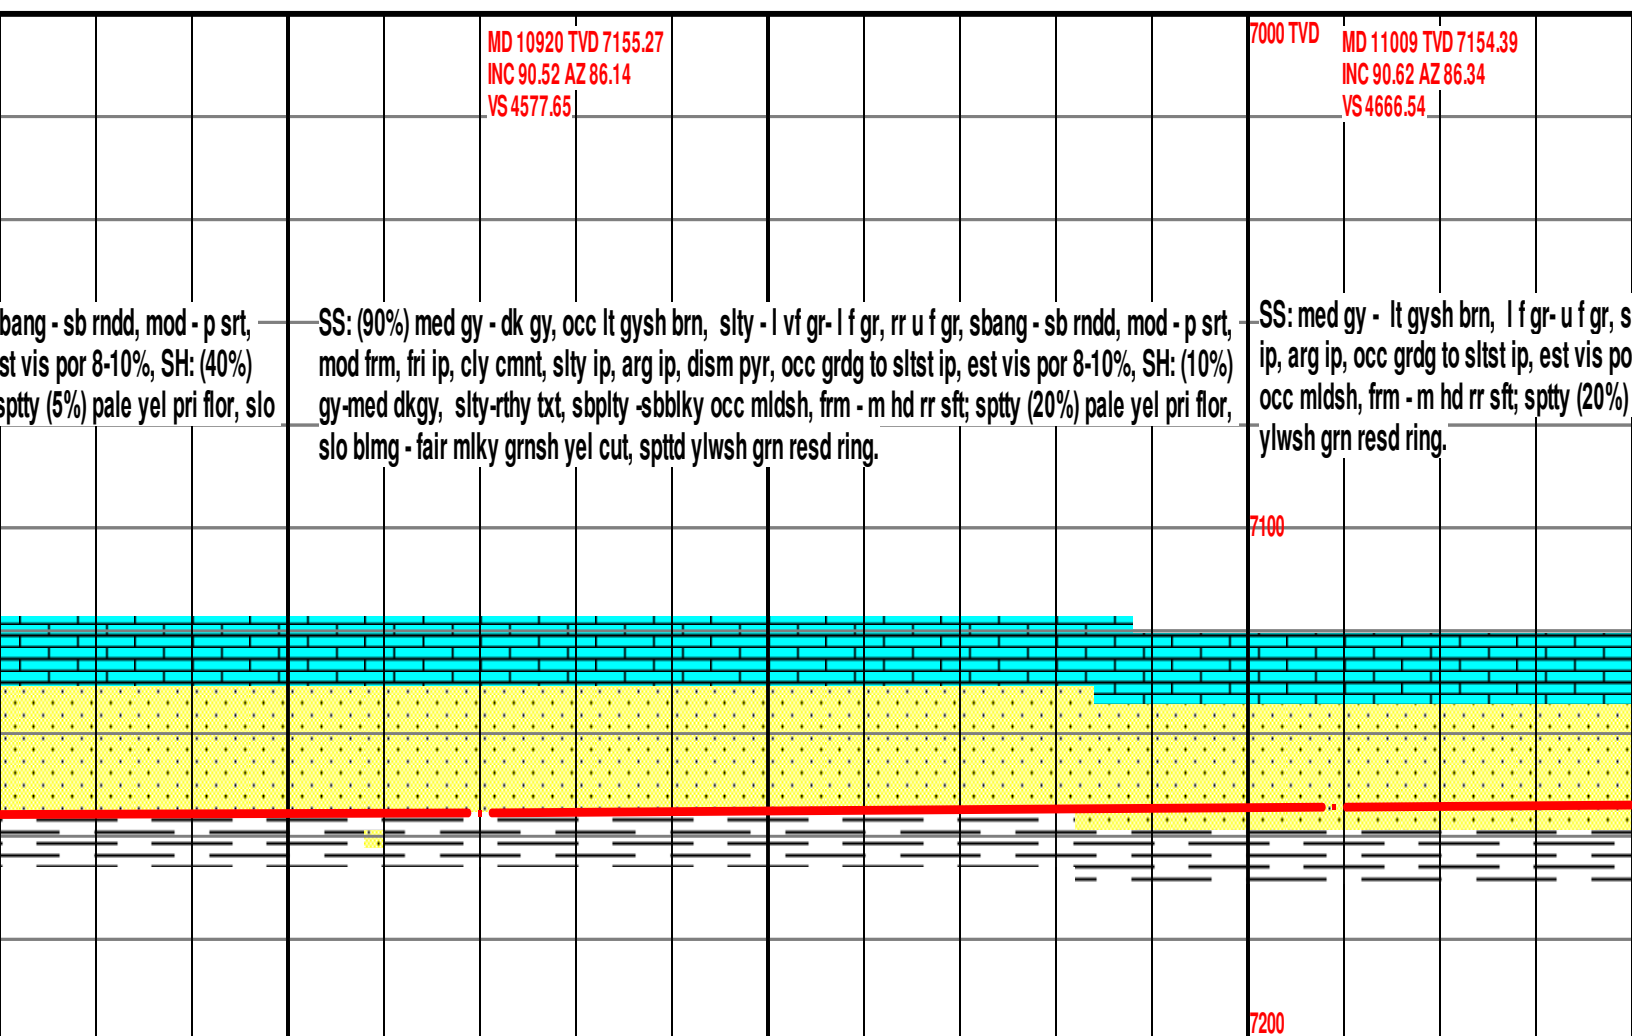 MD 10920 TVD 7155.27
INC 90.52 AZ 86.14
VS 4577.65
7000 TVD
MD 11009 TVD 7154.39
INC 90.62 AZ 86.34
VS 4666.54
bang - sb rndd, mod - p srt,
st vis por 8-10%, SH: (40%)
sptty (5%) pale yel pri flor, slo
SS: (90%) med gy - dk gy, occ lt gysh brn, slty - l vf gr- l f gr, rr u f gr, sbang - sb rndd, mod - p srt,
mod frm, fri ip, cly cmnt, slty ip, arg ip, dism pyr, occ grdg to sltst ip, est vis por 8-10%, SH: (10%)
gy-med dkgy, slty-rthy txt, sbplty -sbblky occ mldsh, frm - m hd rr sft; sptty (20%) pale yel pri flor,
slo blmg - fair mlky grnsh yel cut, spttd ylwsh grn resd ring.
SS: med gy - lt gysh brn, l f gr- u f gr, s
ip, arg ip, occ grdg to sltst ip, est vis po
occ mldsh, frm - m hd rr sft; sptty (20%)
ylwsh grn resd ring.
7100
7200